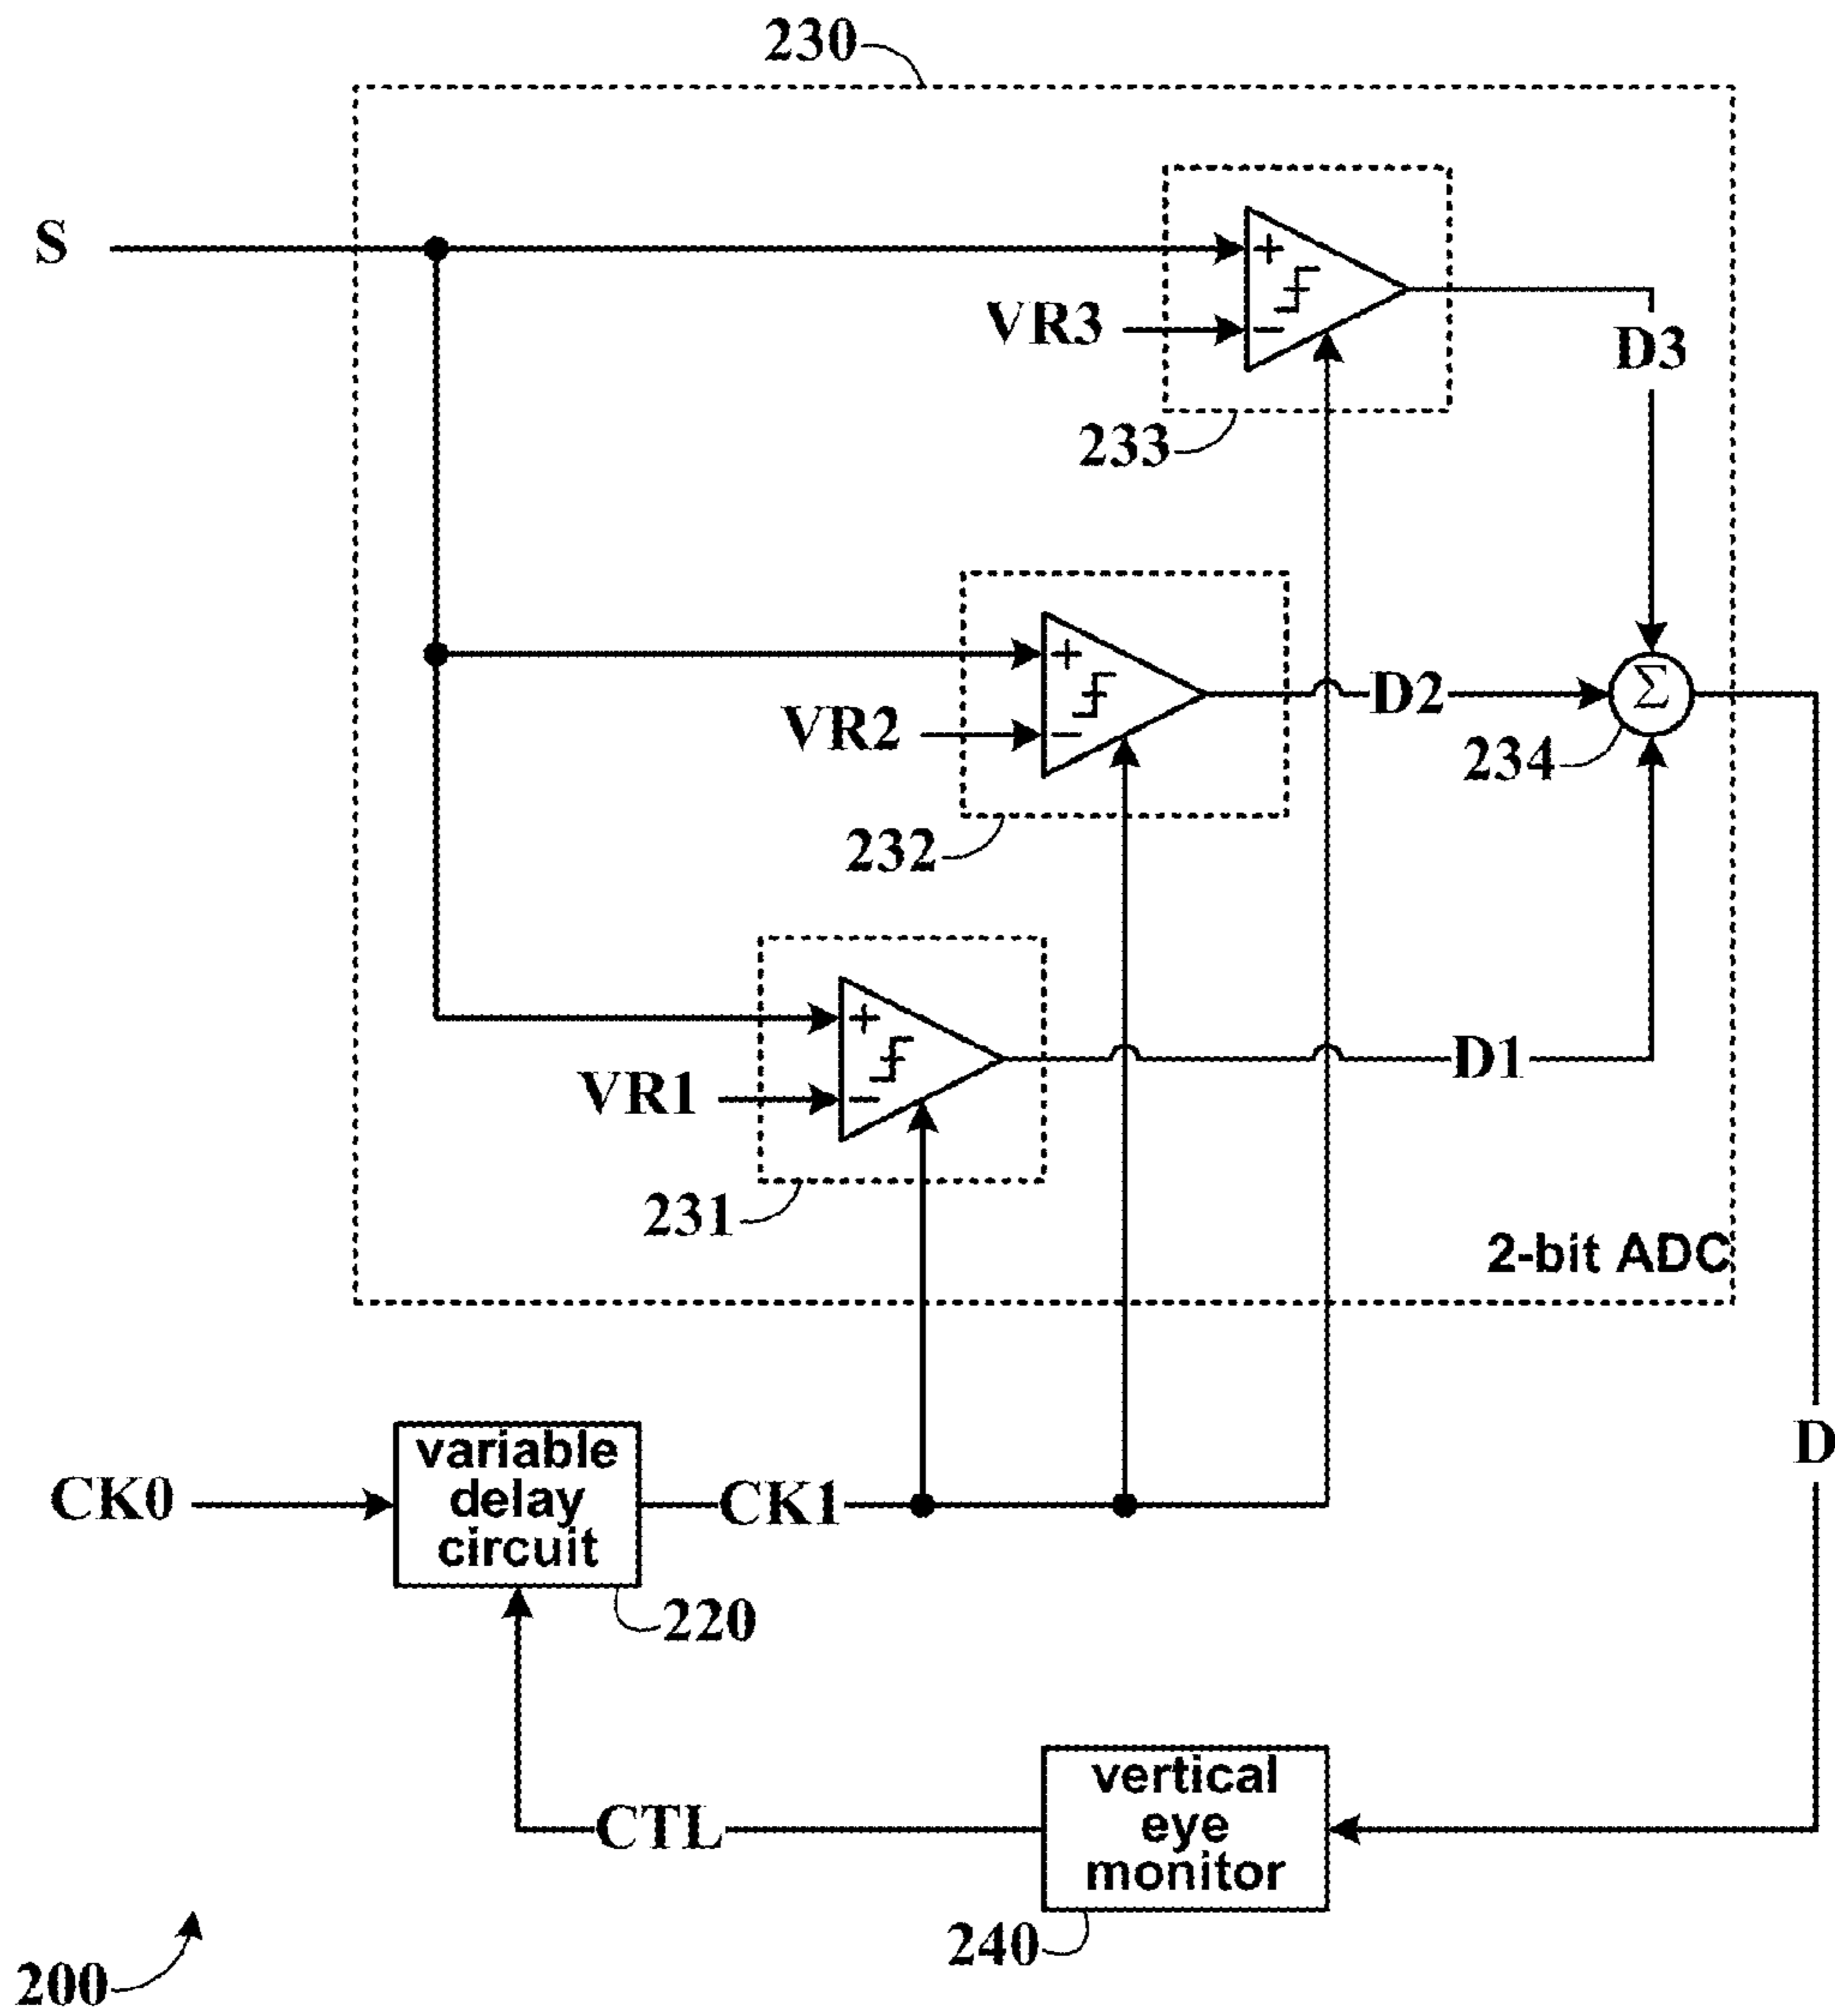 230
S
+
VR3
−
D3
233
+
VR2
−
D2
Σ
234
232
+
VR1
−
D1
231
2-bit ADC
variable
delay
circuit
CK0
CK1
D
220
vertical
eye
monitor
CTL
240
200